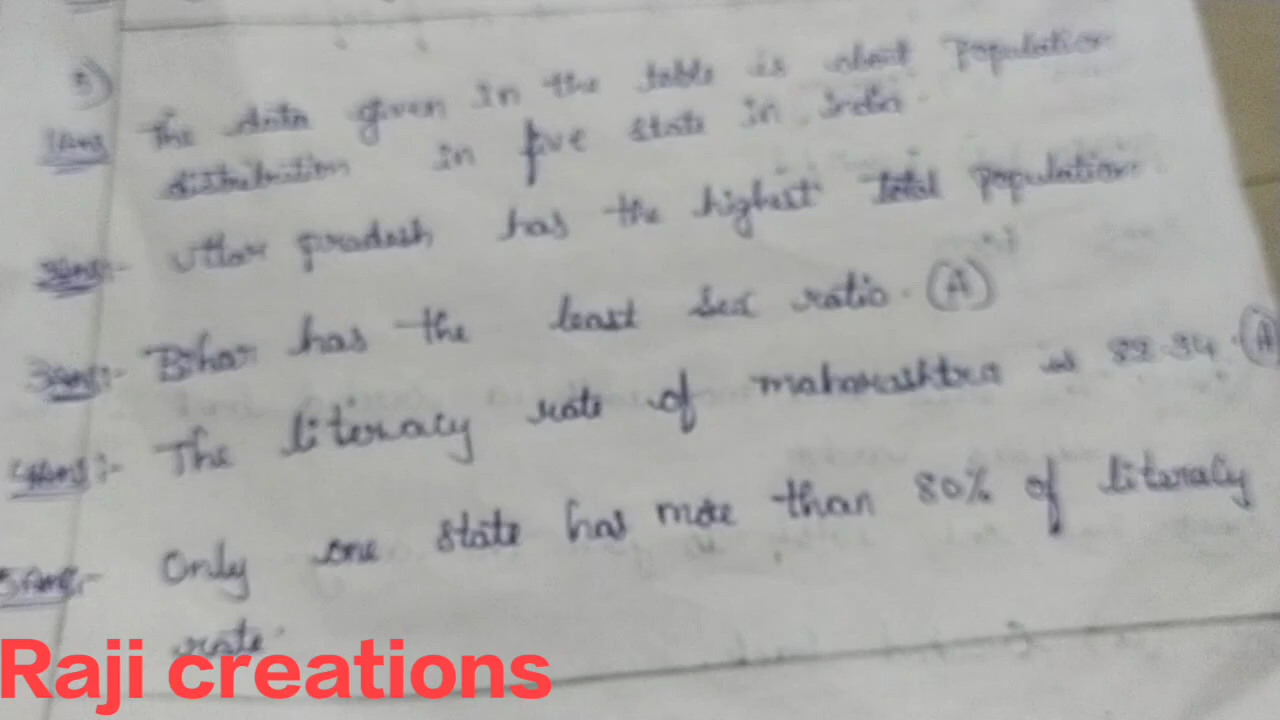 3)
1Ans The data given in the table is about Population
distribution in five state in India.
2Ans:- Uttar pradesh has the highest total population.
3Ans:- Bihar has the least sex ratio. (A)
4Ans:- The literacy rate of maharashtra is 82.34. (A)
5Ans:- Only one state has more than 80% of literacy
rate.
Raji creations